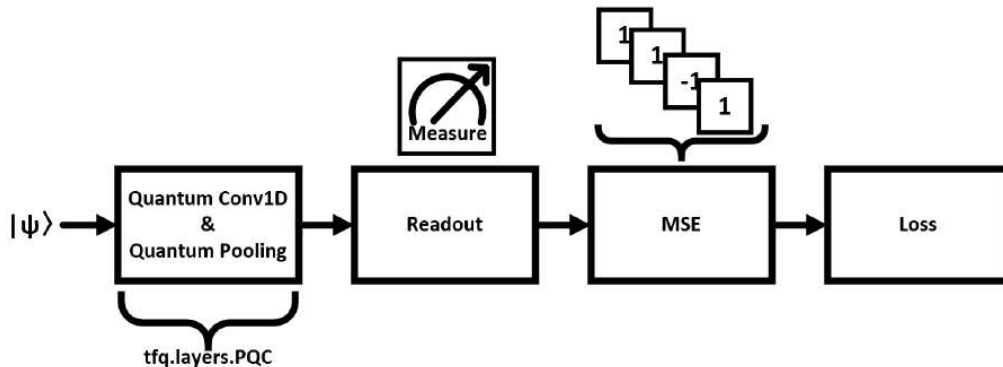 1
1
-1
1
Measure
|ψ⟩
Quantum Conv1D
&
Quantum Pooling
Readout
MSE
Loss
tfq.layers.PQC